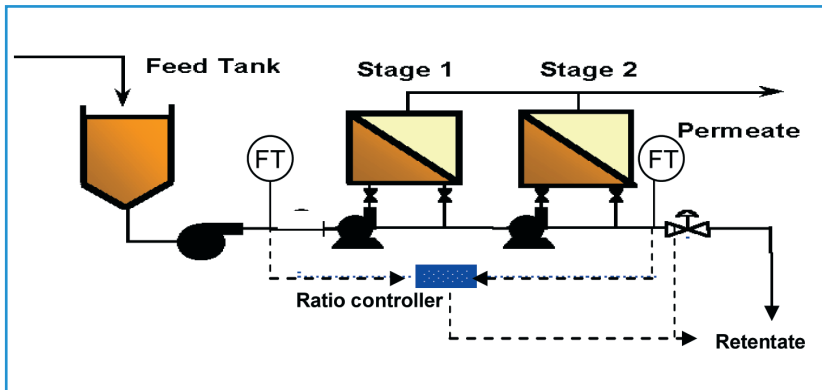 Feed Tank
Stage 1
Stage 2
Permeate
FT
FT
Ratio controller
Retentate